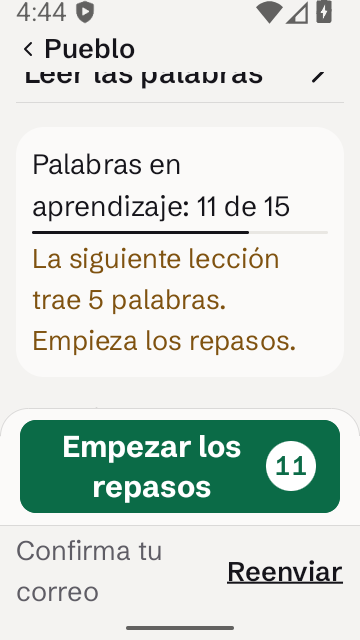 4:44
Pueblo
Leer las palabras
Palabras en
aprendizaje: 11 de 15
La siguiente lección
trae 5 palabras.
Empieza los repasos.
Empezar los
repasos
11
Confirma tu
correo
Reenviar